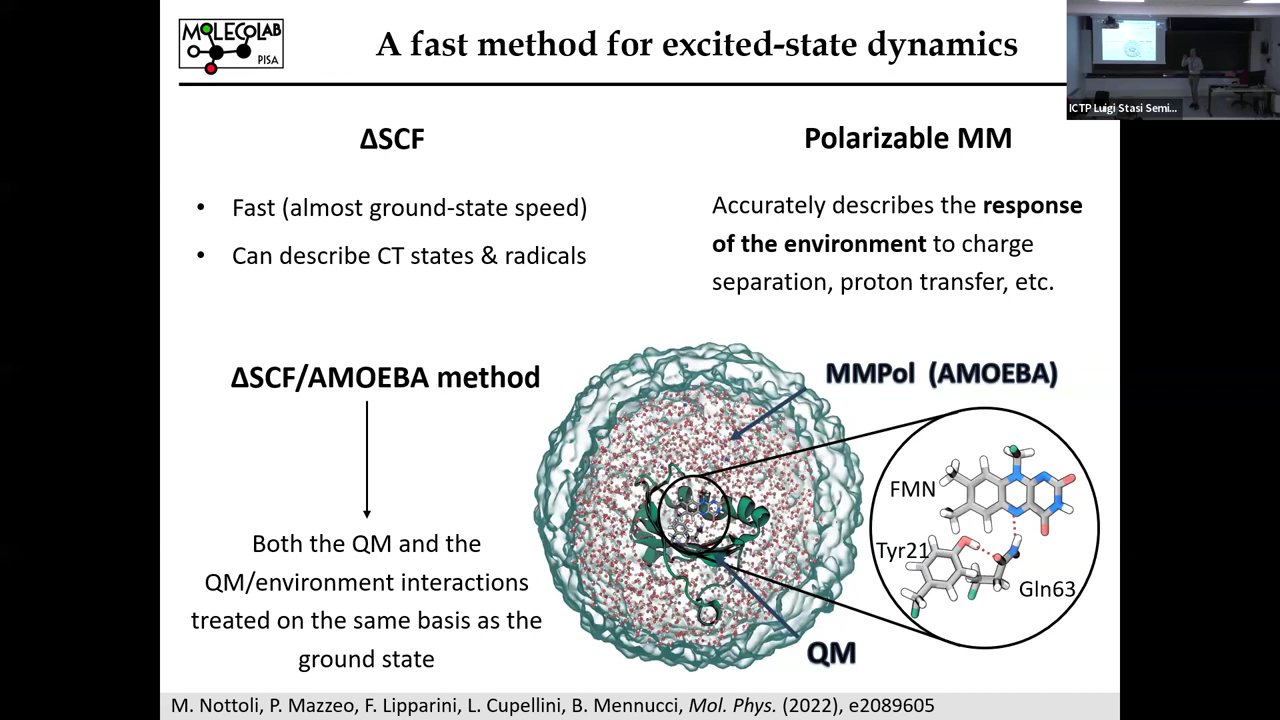 MOLECOLAB
PISA
A fast method for excited-state dynamics
ICTP Luigi Stasi Semi...
ΔSCF
• Fast (almost ground-state speed)
• Can describe CT states & radicals
Polarizable MM
Accurately describes the response
of the environment to charge
separation, proton transfer, etc.
ΔSCF/AMOEBA method
Both the QM and the
QM/environment interactions
treated on the same basis as the
ground state
MMPol (AMOEBA)
FMN
Tyr21
Gln63
QM
M. Nottoli, P. Mazzeo, F. Lipparini, L. Cupellini, B. Mennucci, Mol. Phys. (2022), e2089605